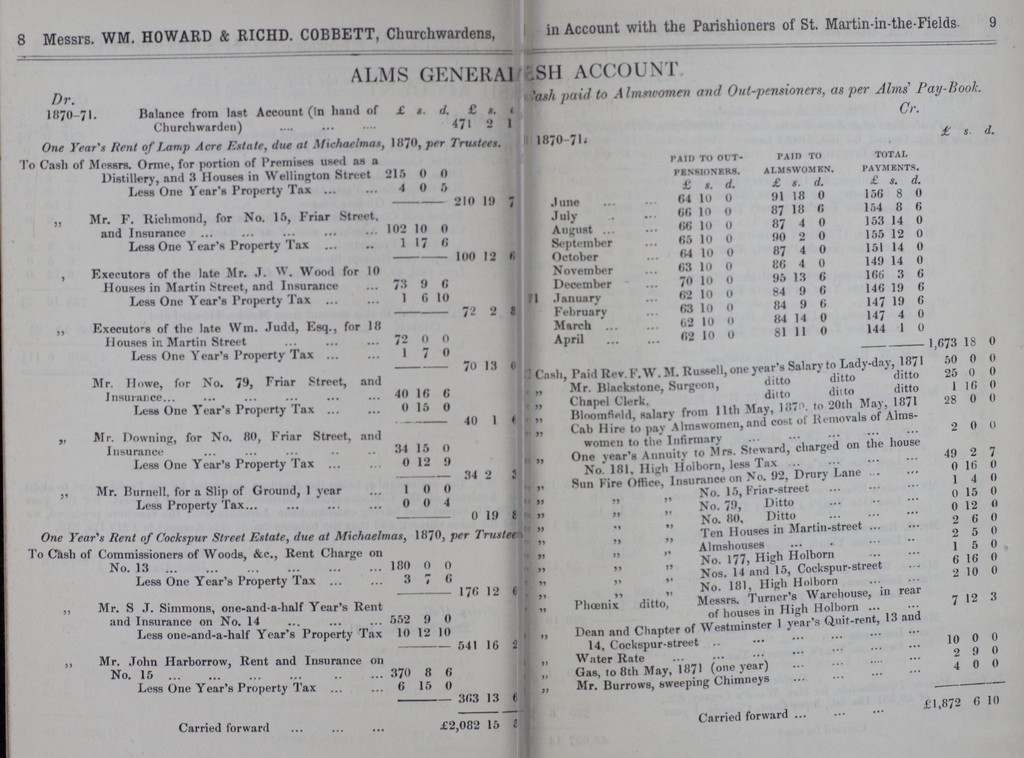 8 Messrs. WM. HOWARD & RICHD. COBBETT, Churchwardens,
ALMS GENERAL
Dr.
1870-71. Balance from last Account (in hand of £ s. d. £ s.
Churchwarden) ... ... ... 471 2 1
One Year's Rent of Lamp Acre Estate, due at Michaelmas, 1870, per Trustees.
To Cash of Messrs. Orme, for portion of Premises used as a
Distillery, and 3 Houses in Wellington Street 215 0 0
Less One Year's Property Tax ... ... 4 0 5
210 19 7
„ Mr. F. Richmond, for No. 15, Friar Street,
and Insurance ... ... ... ... ... 102 10 0
Less One Year's Property Tax ... .. 1 17 6
100 12 6
, Executors of the late Mr. J. W. Wood for 10
Houses in Martin Street, and Insurance ... 73 9 6
Less One Year's Property Tax ... ... 1 6 10
72 2 8
„ Executors of the late Wm. Judd, Esq., for 18
Houses in Martin Street ... ... ... 72 0 0
Less One Year's Property Tax ... ... 1 7 0
70 13 0
Mr. Howe, for No. 79, Friar Street, and
Insurance... ... ... ... ... ... 40 16 6
Less One Year's Property Tax ... ... 0 15 0
40 1
„ Mr. Downing, for No. 80, Friar Street, and
Insurance ... ... ... ... ... 34 15 0
Less One Year's Property Tax ... ... 0 12 9
34 2
„ Mr. Burnell, for a Slip of Ground, 1 year ... 1 0 0
Less Property Tax... ... ... ... 0 0 4
0 19 8
One Year's Rent of Cockspur Street Estate, due at Michaelmas, 1870, per Trustee
To Cash of Commissioners of Woods, &c., Rent Charge on
No. 13 ... ... ... ... ... ... 180 0 0
Less One Year's Property Tax ... ... 3 7 6
176 12 6
„ Mr. S J. Simmons, one-and-a-half Year's Rent
and Insurance on No. 14 ... ... ... 552 9 0
Less one-and-a-half Year's Property Tax 10 12 10
541 16 2
„ Mr. John Harborrow, Rent and Insurance on
No. 15 ... ... ... ... .. ... 370 8 6
Less One Year's Property Tax ... ... 6 15 0
363 13 6
Carried forward ... ... ... £2,082 15
in Account with the Parishioners of St. Martin-in-the-Fields. 9
SH ACCOUNT.
Cash paid to Almswomen and Out-pensioners, as per Alms' Pay-Book.
Cr.
1870-71. £ s. d.
PAID TO OUT-PENSIONERS. PAID TO ALMSWOMEN. TOTAL PAYMENTS.
£ s. d. £ s. d. £ s. d.
June ... ... 64 10 0 91 18 0 156 8 0
July . ... 66 10 0 87 18 6 154 8 6
August ... ... 66 10 0 87 4 0 153 14 0
September ... 65 10 0 90 2 0 155 12 0
October ... 64 10 0 87 4 0 151 14 0
November ... 63 10 0 86 4 0 149 14 0
December ... 70 10 0 95 13 6 166 3 6
January ... 62 10 0 84 9 6 146 19 6
February ... 63 10 0 84 9 6 147 19 6
March ... ... 62 10 0 84 14 0 147 4 0
April ... ... 62 10 0 81 11 0 144 1 0
1,673 18 0
Cash, Paid Rev. F. W. M. Russell, one year's Salary to Lady-day, 1871 50 0 0
„ Mr. Blackstone, Surgeon, ditto ditto ditto 25 0 0
„ Chapel Clerk, ditto ditto ditto 1 16 0
„ Bloomfield, salary from 11th May, 1870, to 20th May, 1871 28 0 0
„ Cab Hire to pay Almswomen, and cost of Removals of Alms-
women to the Infirmary ... ... ... ... ... 2 0 0
„ One year's Annuity to Mrs. Steward, charged on the house
No. 181, High Holborn, less Tax ... ... ... ... 49 2 7
„ Sun Fire Office, Insurance on No. 92, Drury Lane ... ... 0 16 0
„ „ „ „ No. 15, Friar-street ... ... 1 4 0
„ „ „ „ No. 79, Ditto ... ... ... 0 15 0
„ „ „ „ No. 80, Ditto ... ... ... 0 12 0
„ „ „ „ Ten Houses in Martin-street ... ... 2 6 0
„ „ „ „ Almshouses ... ... ... 2 5 0
„ „ „ „ No. 177, High Holborn ... ... 1 5 0
„ „ „ „ Nos. 14 and 15, Cockspur-street ... 6 16 0
„ „ „ „ No. 181, High Holborn ... ... 2 10 0
„ Phœnix ditto, Messrs. Turner's Warehouse, in rear
of houses in High Holborn ... ... 7 12 3
„ Dean and Chapter of Westminster 1 year's Quit-rent, 13 and
14, Cockspur-street .. ... ... ... ... ... 10 0 0
„ Water Rate ... ... ... ... ... ... 2 9 0
„ Gas, to 8th May, 1871 (one year) ... ... ... ... 4 0 0
„ Mr. Burrows, sweeping Chimneys ... ... ... ...
£1,872 6 10
Carried forward ... ... ...